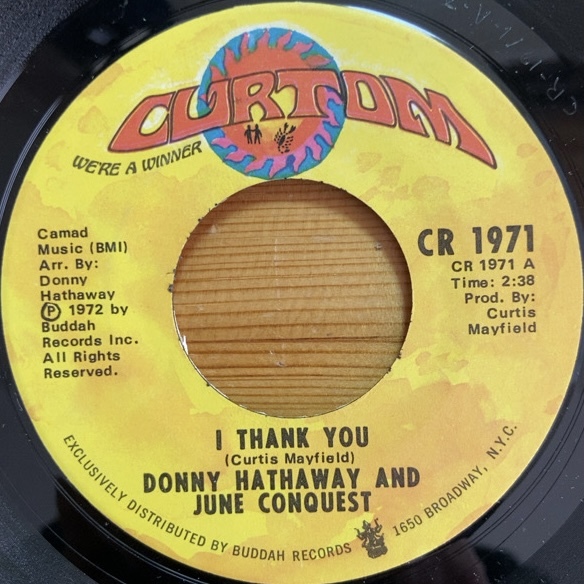 CURTOM
WE'RE A WINNER
Camad
Music (BMI)
Arr. By:
Donny
Hathaway
Ⓟ 1972 by
Buddah
Records Inc.
All Rights
Reserved.
CR 1971
CR 1971 A
Time: 2:38
Prod. By:
Curtis
Mayfield
I THANK YOU
(Curtis Mayfield)
DONNY HATHAWAY AND
JUNE CONQUEST
EXCLUSIVELY DISTRIBUTED BY BUDDAH RECORDS 1650 BROADWAY, N.Y.C.